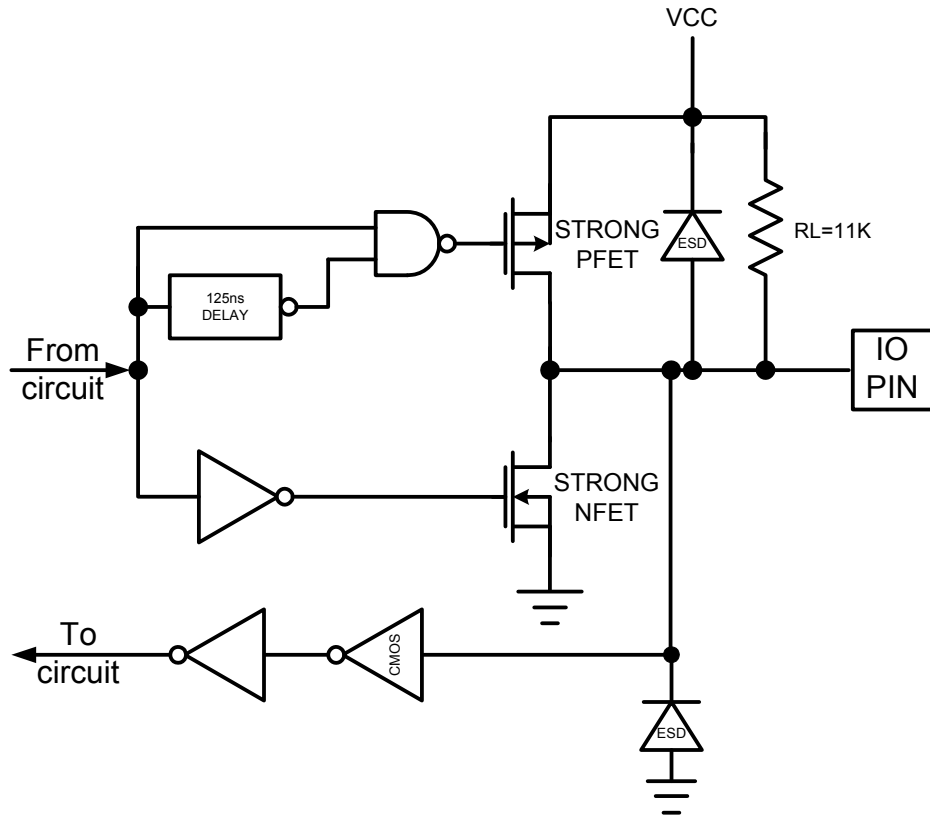 VCC
STRONG
PFET
ESD
RL=11K
125ns
DELAY
From
circuit
IO
PIN
STRONG
NFET
To
circuit
CMOS
ESD